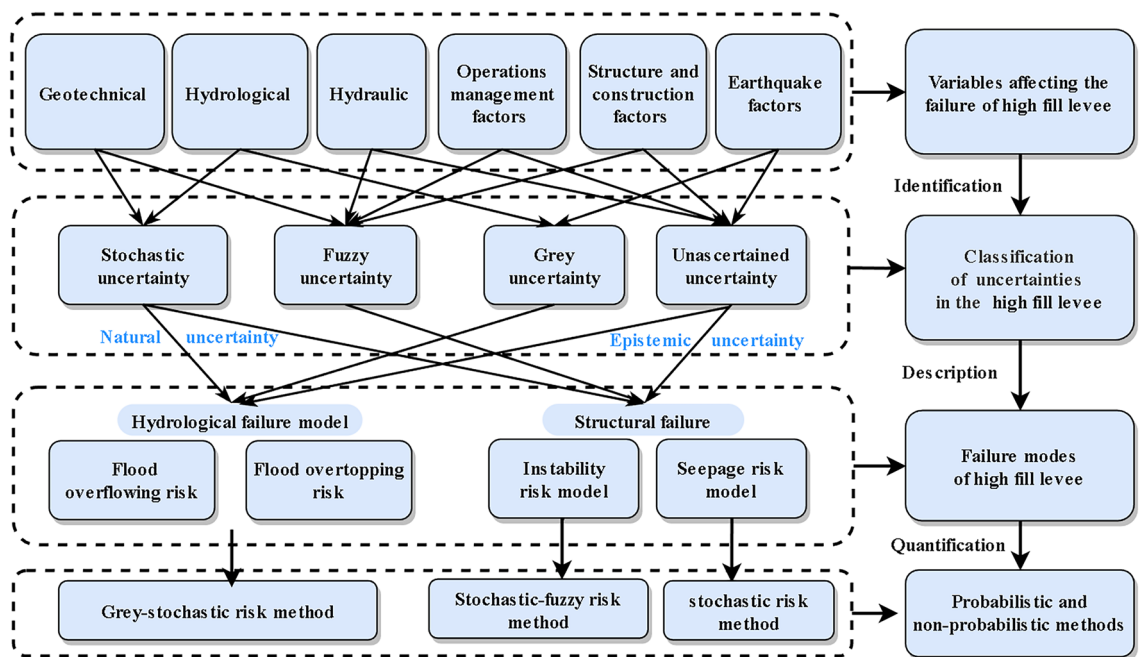 Geotechnical
Hydrological
Hydraulic
Operations
management
factors
Structure and
construction
factors
Earthquake
factors
Variables affecting the
failure of high fill levee
Identification
Stochastic
uncertainty
Fuzzy
uncertainty
Grey
uncertainty
Unascertained
uncertainty
Classification
of uncertainties
in the high fill levee
Natural uncertainty
Epistemic uncertainty
Description
Hydrological failure model
Structural failure
Flood
overflowing risk
Flood overtopping
risk
Instability
risk model
Seepage risk
model
Failure modes
of high fill levee
Quantification
Grey-stochastic risk method
Stochastic-fuzzy risk
method
stochastic risk
method
Probabilistic and
non-probabilistic methods